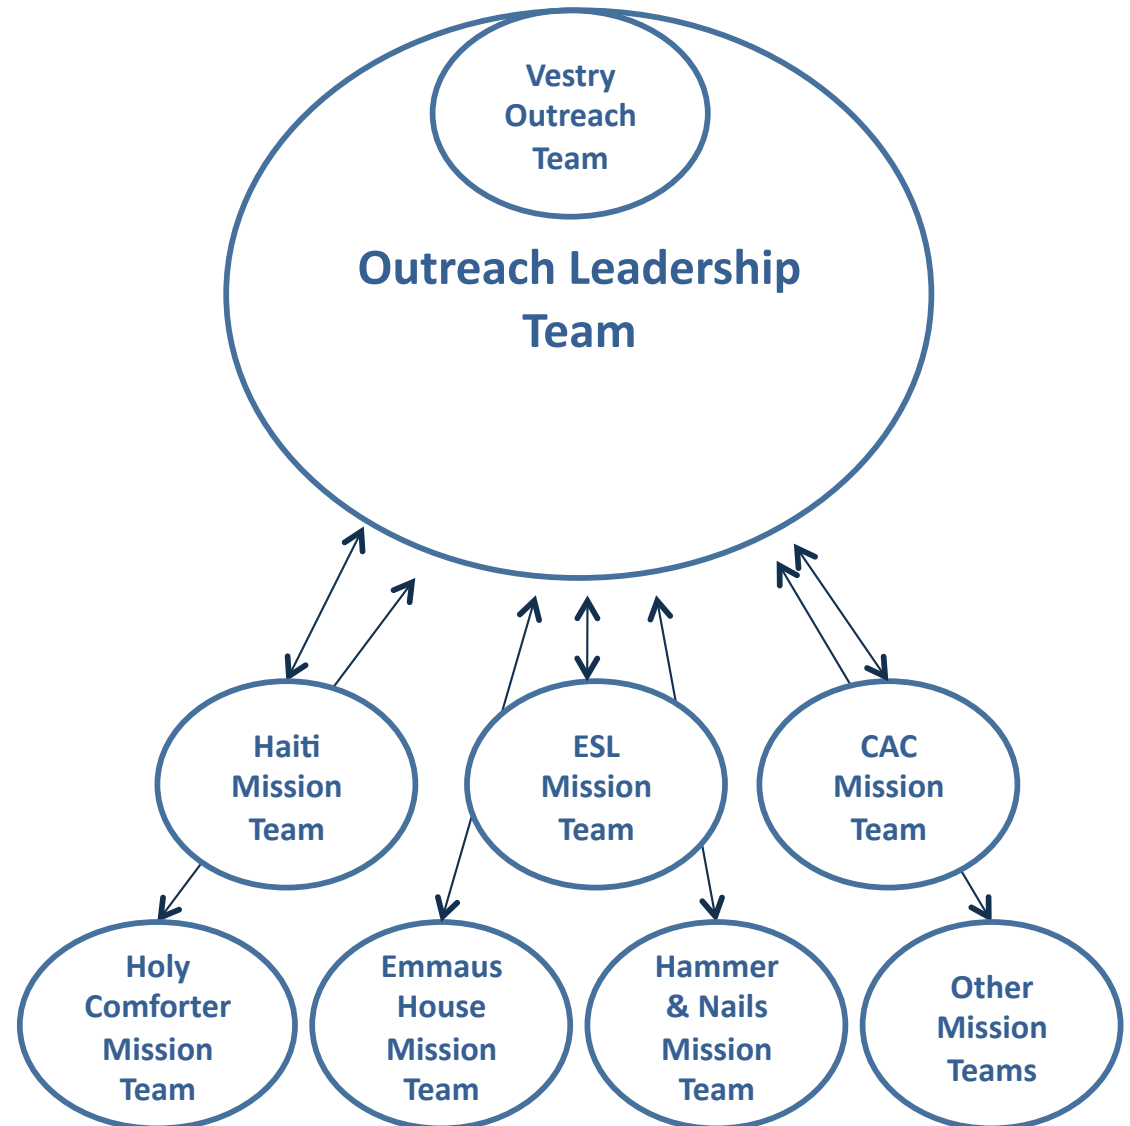 Vestry
Outreach
Team
Outreach Leadership
Team
Haiti
Mission
Team
ESL
Mission
Team
CAC
Mission
Team
Holy
Comforter
Mission
Team
Emmaus
House
Mission
Team
Hammer
& Nails
Mission
Team
Other
Mission
Teams